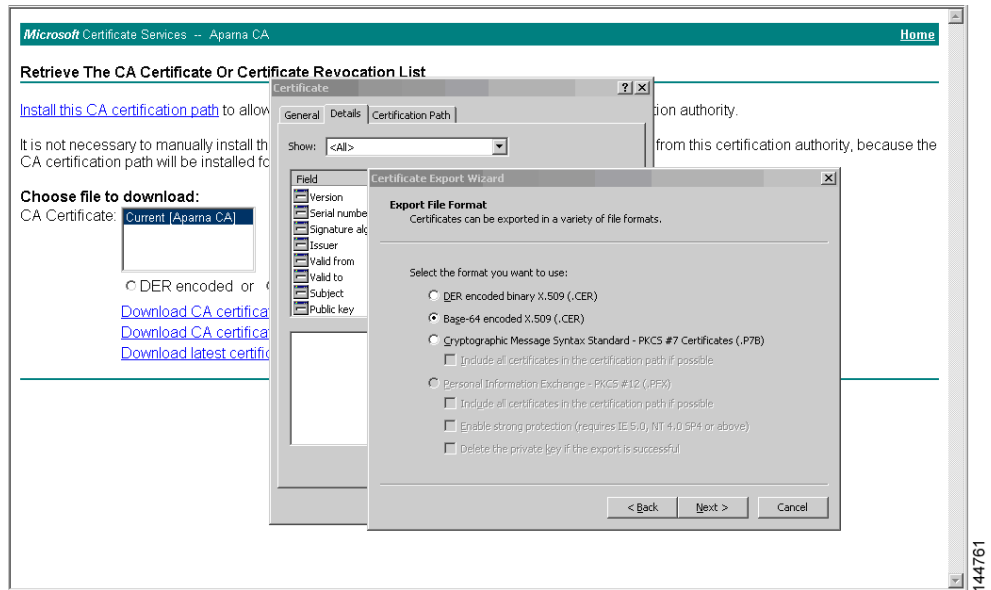 Microsoft Certificate Services -- Aparna CA
Home
Retrieve The CA Certificate Or Certificate Revocation List
Certificate
Install this CA certification path to allow
tion authority.
General Details Certification Path
It is not necessary to manually install th
from this certification authority, because the
CA certification path will be installed fo
Show: <All>
Choose file to download:
CA Certificate: Current [Aparna CA]
DER encoded or
Download CA certifica
Download CA certifica
Download latest certific
Field
Version
Serial numbe
Signature alg
Issuer
Valid from
Valid to
Subject
Public key
Certificate Export Wizard
Export File Format
Certificates can be exported in a variety of file formats.
Select the format you want to use:
DER encoded binary X.509 (.CER)
Base-64 encoded X.509 (.CER)
Cryptographic Message Syntax Standard - PKCS #7 Certificates (.P7B)
Include all certificates in the certification path if possible
Personal Information Exchange - PKCS #12 (.PFX)
Include all certificates in the certification path if possible
Enable strong protection (requires IE 5.0, NT 4.0 SP4 or above)
Delete the private key if the export is successful
< Back
Next >
Cancel
144761